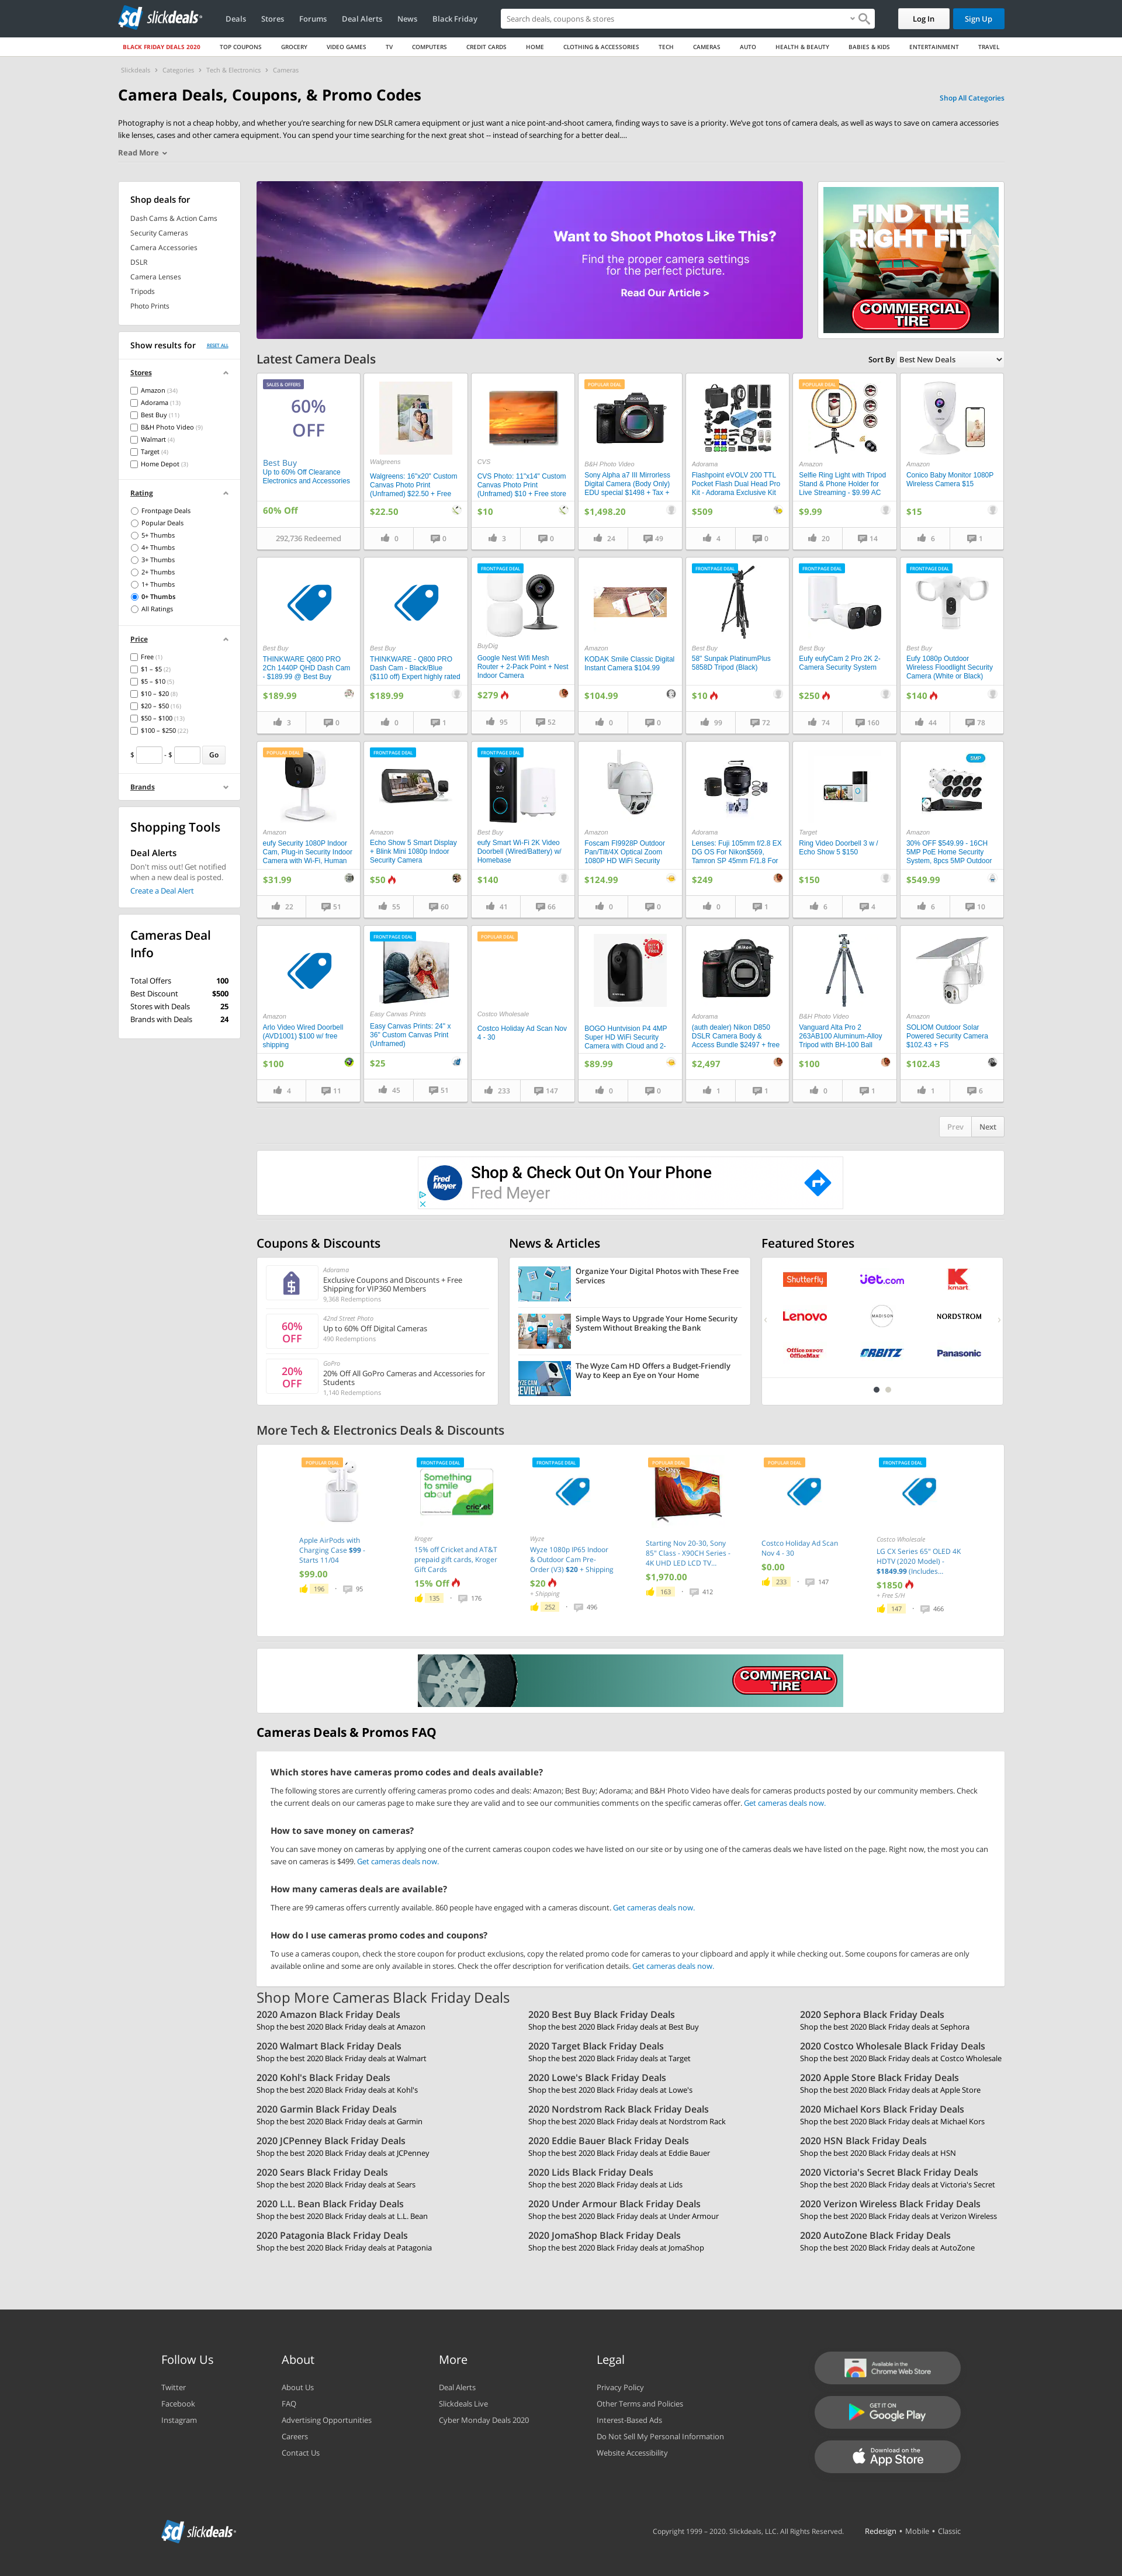 slickdeals
Deals
Stores
Forums
Deal Alerts
News
Black Friday
Search deals, coupons & stores
Log In
Sign Up
BLACK FRIDAY DEALS 2020
TOP COUPONS
GROCERY
VIDEO GAMES
TV
COMPUTERS
CREDIT CARDS
HOME
CLOTHING & ACCESSORIES
TECH
CAMERAS
AUTO
HEALTH & BEAUTY
BABIES & KIDS
ENTERTAINMENT
TRAVEL
Slickdeals > Categories > Tech & Electronics > Cameras
Camera Deals, Coupons, & Promo Codes
Shop All Categories
Photography is not a cheap hobby, and whether you're searching for new DSLR camera equipment or just want a nice point-and-shoot camera, finding ways to save is a priority. We've got tons of camera deals, as well as ways to save on camera accessories
like lenses, cases and other camera equipment. You can spend your time searching for the next great shot -- instead of searching for a better deal....
Read More
Shop deals for
Dash Cams & Action Cams
Security Cameras
Camera Accessories
DSLR
Camera Lenses
Tripods
Photo Prints
Show results for
RESET ALL
Stores
Amazon (34)
Adorama (13)
Best Buy (11)
B&H Photo Video (9)
Walmart (4)
Target (4)
Home Depot (3)
Rating
Frontpage Deals
Popular Deals
5+ Thumbs
4+ Thumbs
3+ Thumbs
2+ Thumbs
1+ Thumbs
0+ Thumbs
All Ratings
Price
Free (1)
$1 – $5 (2)
$5 – $10 (5)
$10 – $20 (8)
$20 – $50 (16)
$50 – $100 (13)
$100 – $250 (22)
$ - $ Go
Brands
Shopping Tools
Deal Alerts
Don't miss out! Get notified
when a new deal is posted.
Create a Deal Alert
Cameras Deal
Info
Total Offers 100
Best Discount $500
Stores with Deals 25
Brands with Deals 24
Want to Shoot Photos Like This?
Find the proper camera settings
for the perfect picture.
Read Our Article >
FIND THE
RIGHT FIT
COMMERCIAL
TIRE
Latest Camera Deals
Sort By Best New Deals
SALES & OFFERS
60%
OFF
Best Buy
Up to 60% Off Clearance
Electronics and Accessories
60% Off
292,736 Redeemed
Walgreens
Walgreens: 16"x20" Custom
Canvas Photo Print
(Unframed) $22.50 + Free
$22.50
0 0
CVS
CVS Photo: 11"x14" Custom
Canvas Photo Print
(Unframed) $10 + Free store
$10
3 0
POPULAR DEAL
B&H Photo Video
Sony Alpha a7 III Mirrorless
Digital Camera (Body Only)
EDU special $1498 + Tax +
$1,498.20
24 49
Adorama
Flashpoint eVOLV 200 TTL
Pocket Flash Dual Head Pro
Kit - Adorama Exclusive Kit
$509
4 0
POPULAR DEAL
Amazon
Selfie Ring Light with Tripod
Stand & Phone Holder for
Live Streaming - $9.99 AC
$9.99
20 14
Amazon
Conico Baby Monitor 1080P
Wireless Camera $15
$15
6 1
Best Buy
THINKWARE Q800 PRO
2Ch 1440P QHD Dash Cam
- $189.99 @ Best Buy
$189.99
3 0
Best Buy
THINKWARE - Q800 PRO
Dash Cam - Black/Blue
($110 off) Expert highly rated
$189.99
0 1
FRONTPAGE DEAL
BuyDig
Google Nest Wifi Mesh
Router + 2-Pack Point + Nest
Indoor Camera
$279
95 52
Amazon
KODAK Smile Classic Digital
Instant Camera $104.99
$104.99
0 0
FRONTPAGE DEAL
Best Buy
58" Sunpak PlatinumPlus
5858D Tripod (Black)
$10
99 72
FRONTPAGE DEAL
Best Buy
Eufy eufyCam 2 Pro 2K 2-
Camera Security System
$250
74 160
FRONTPAGE DEAL
Best Buy
Eufy 1080p Outdoor
Wireless Floodlight Security
Camera (White or Black)
$140
44 78
POPULAR DEAL
Amazon
eufy Security 1080P Indoor
Cam, Plug-in Security Indoor
Camera with Wi-Fi, Human
$31.99
22 51
FRONTPAGE DEAL
Amazon
Echo Show 5 Smart Display
+ Blink Mini 1080p Indoor
Security Camera
$50
55 60
FRONTPAGE DEAL
Best Buy
eufy Smart Wi-Fi 2K Video
Doorbell (Wired/Battery) w/
Homebase
$140
41 66
Amazon
Foscam FI9928P Outdoor
Pan/Tilt/4X Optical Zoom
1080P HD WiFi Security
$124.99
0 0
Adorama
Lenses: Fuji 105mm f/2.8 EX
DG OS For Nikon$569,
Tamron SP 45mm F/1.8 For
$249
0 1
Target
Ring Video Doorbell 3 w /
Echo Show 5 $150
$150
6 4
5MP
Amazon
30% OFF $549.99 - 16CH
5MP PoE Home Security
System, 8pcs 5MP Outdoor
$549.99
6 10
Amazon
Arlo Video Wired Doorbell
(AVD1001) $100 w/ free
shipping
$100
4 11
FRONTPAGE DEAL
Easy Canvas Prints
Easy Canvas Prints: 24" x
36" Custom Canvas Print
(Unframed)
$25
45 51
POPULAR DEAL
Costco Wholesale
Costco Holiday Ad Scan Nov
4 - 30
233 147
BOGO Huntvision P4 4MP
Super HD WiFi Security
Camera with Cloud and 2-
$89.99
0 0
Adorama
(auth dealer) Nikon D850
DSLR Camera Body &
Access Bundle $2497 + free
$2,497
1 1
B&H Photo Video
Vanguard Alta Pro 2
263AB100 Aluminum-Alloy
Tripod with BH-100 Ball
$100
0 1
Amazon
SOLIOM Outdoor Solar
Powered Security Camera
$102.43 + FS
$102.43
1 6
Prev Next
Fred Meyer
Shop & Check Out On Your Phone
Fred Meyer
Coupons & Discounts
Adorama
Exclusive Coupons and Discounts + Free
Shipping for VIP360 Members
9,368 Redemptions
60%
OFF
42nd Street Photo
Up to 60% Off Digital Cameras
490 Redemptions
20%
OFF
GoPro
20% Off All GoPro Cameras and Accessories for
Students
1,140 Redemptions
News & Articles
Organize Your Digital Photos with These Free
Services
Simple Ways to Upgrade Your Home Security
System Without Breaking the Bank
WYZE CAM
REVIEW
The Wyze Cam HD Offers a Budget-Friendly
Way to Keep an Eye on Your Home
Featured Stores
Shutterfly
jet.com
kmart
Lenovo
MADISON
NORDSTROM
Office DEPOT
OfficeMax
ORBITZ
Panasonic
More Tech & Electronics Deals & Discounts
POPULAR DEAL
Apple AirPods with
Charging Case $99 -
Starts 11/04
$99.00
196 · 95
FRONTPAGE DEAL
Something
to smile
about
cricket
Kroger
15% off Cricket and AT&T
prepaid gift cards, Kroger
Gift Cards
15% Off
135 · 176
FRONTPAGE DEAL
Wyze
Wyze 1080p IP65 Indoor
& Outdoor Cam Pre-
Order (V3) $20 + Shipping
$20
+ Shipping
252 · 496
POPULAR DEAL
Starting Nov 20-30, Sony
85" Class - X90CH Series -
4K UHD LED LCD TV...
$1,970.00
163 · 412
POPULAR DEAL
Costco Holiday Ad Scan
Nov 4 - 30
$0.00
233 · 147
FRONTPAGE DEAL
Costco Wholesale
LG CX Series 65" OLED 4K
HDTV (2020 Model) -
$1849.99 (Includes...
$1850
+ Free S/H
147 · 466
COMMERCIAL
TIRE
Cameras Deals & Promos FAQ
Which stores have cameras promo codes and deals available?
The following stores are currently offering cameras promo codes and deals: Amazon; Best Buy; Adorama; and B&H Photo Video have deals for cameras products posted by our community members. Check
the current deals on our cameras page to make sure they are valid and to see our communities comments on the specific cameras offer. Get cameras deals now.
How to save money on cameras?
You can save money on cameras by applying one of the current cameras coupon codes we have listed on our site or by using one of the cameras deals we have listed on the page. Right now, the most you can
save on cameras is $499. Get cameras deals now.
How many cameras deals are available?
There are 99 cameras offers currently available. 860 people have engaged with a cameras discount. Get cameras deals now.
How do I use cameras promo codes and coupons?
To use a cameras coupon, check the store coupon for product exclusions, copy the related promo code for cameras to your clipboard and apply it while checking out. Some coupons for cameras are only
available online and some are only available in stores. Check the offer description for verification details. Get cameras deals now.
Shop More Cameras Black Friday Deals
2020 Amazon Black Friday Deals
Shop the best 2020 Black Friday deals at Amazon
2020 Best Buy Black Friday Deals
Shop the best 2020 Black Friday deals at Best Buy
2020 Sephora Black Friday Deals
Shop the best 2020 Black Friday deals at Sephora
2020 Walmart Black Friday Deals
Shop the best 2020 Black Friday deals at Walmart
2020 Target Black Friday Deals
Shop the best 2020 Black Friday deals at Target
2020 Costco Wholesale Black Friday Deals
Shop the best 2020 Black Friday deals at Costco Wholesale
2020 Kohl's Black Friday Deals
Shop the best 2020 Black Friday deals at Kohl's
2020 Lowe's Black Friday Deals
Shop the best 2020 Black Friday deals at Lowe's
2020 Apple Store Black Friday Deals
Shop the best 2020 Black Friday deals at Apple Store
2020 Garmin Black Friday Deals
Shop the best 2020 Black Friday deals at Garmin
2020 Nordstrom Rack Black Friday Deals
Shop the best 2020 Black Friday deals at Nordstrom Rack
2020 Michael Kors Black Friday Deals
Shop the best 2020 Black Friday deals at Michael Kors
2020 JCPenney Black Friday Deals
Shop the best 2020 Black Friday deals at JCPenney
2020 Eddie Bauer Black Friday Deals
Shop the best 2020 Black Friday deals at Eddie Bauer
2020 HSN Black Friday Deals
Shop the best 2020 Black Friday deals at HSN
2020 Sears Black Friday Deals
Shop the best 2020 Black Friday deals at Sears
2020 Lids Black Friday Deals
Shop the best 2020 Black Friday deals at Lids
2020 Victoria's Secret Black Friday Deals
Shop the best 2020 Black Friday deals at Victoria's Secret
2020 L.L. Bean Black Friday Deals
Shop the best 2020 Black Friday deals at L.L. Bean
2020 Under Armour Black Friday Deals
Shop the best 2020 Black Friday deals at Under Armour
2020 Verizon Wireless Black Friday Deals
Shop the best 2020 Black Friday deals at Verizon Wireless
2020 Patagonia Black Friday Deals
Shop the best 2020 Black Friday deals at Patagonia
2020 JomaShop Black Friday Deals
Shop the best 2020 Black Friday deals at JomaShop
2020 AutoZone Black Friday Deals
Shop the best 2020 Black Friday deals at AutoZone
Follow Us
Twitter
Facebook
Instagram
About
About Us
FAQ
Advertising Opportunities
Careers
Contact Us
More
Deal Alerts
Slickdeals Live
Cyber Monday Deals 2020
Legal
Privacy Policy
Other Terms and Policies
Interest-Based Ads
Do Not Sell My Personal Information
Website Accessibility
Available in the
Chrome Web Store
GET IT ON
Google Play
Download on the
App Store
slickdeals
Copyright 1999 – 2020. Slickdeals, LLC. All Rights Reserved.
Redesign • Mobile • Classic